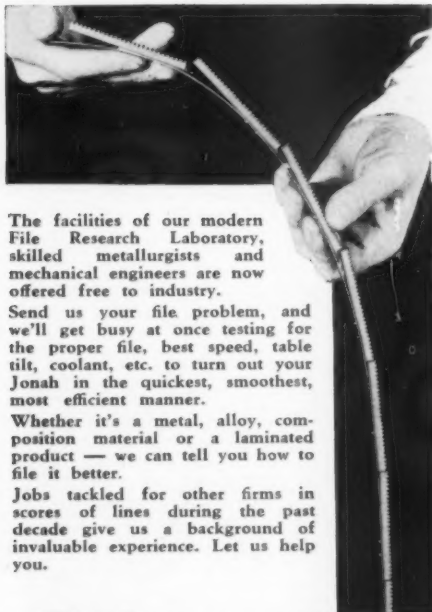 The facilities of our modern
File Research Laboratory,
skilled metallurgists and
mechanical engineers are now
offered free to industry.
Send us your file problem, and
we'll get busy at once testing for
the proper file, best speed, table
tilt, coolant, etc. to turn out your
Jonah in the quickest, smoothest,
most efficient manner.
Whether it's a metal, alloy, com-
position material or a laminated
product — we can tell you how to
file it better.
Jobs tackled for other firms in
scores of lines during the past
decade give us a background of
invaluable experience. Let us help
you.